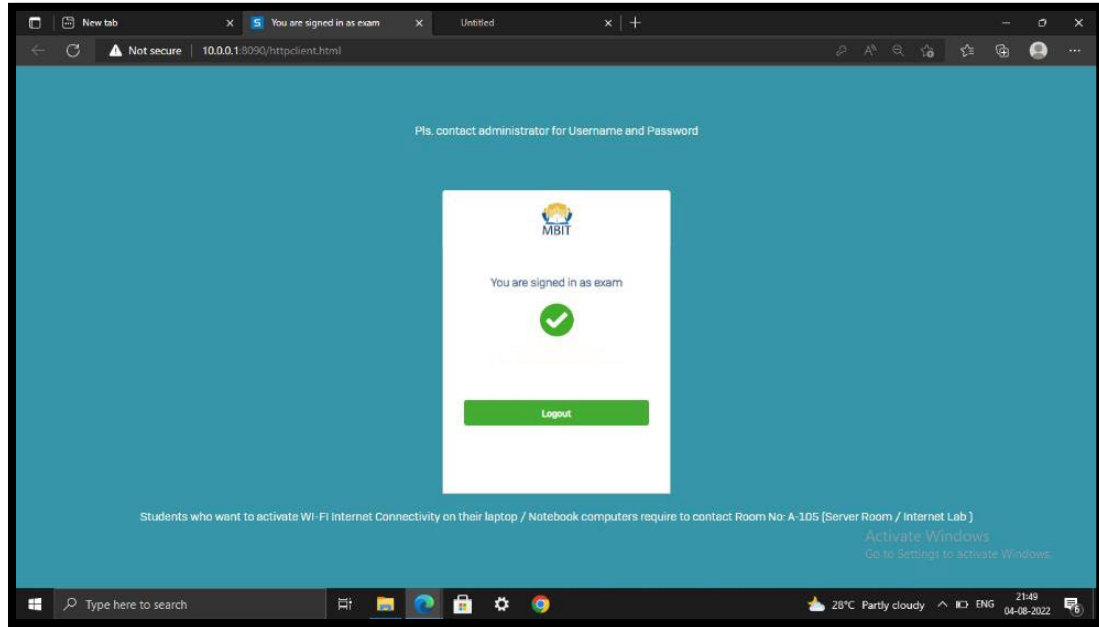 New tab
You are signed in as exam
Untitled
Not secure
10.0.0.1:8090/httpclient.html
Pls. contact administrator for Username and Password
MBIT
You are signed in as exam
Logout
Students who want to activate WI-FI Internet Connectivity on their laptop / Notebook computers require to contact Room No: A-105 (Server Room / Internet Lab )
Activate Windows
Go to Settings to activate Windows.
Type here to search
28°C Partly cloudy
ENG
21:49
04-08-2022
6